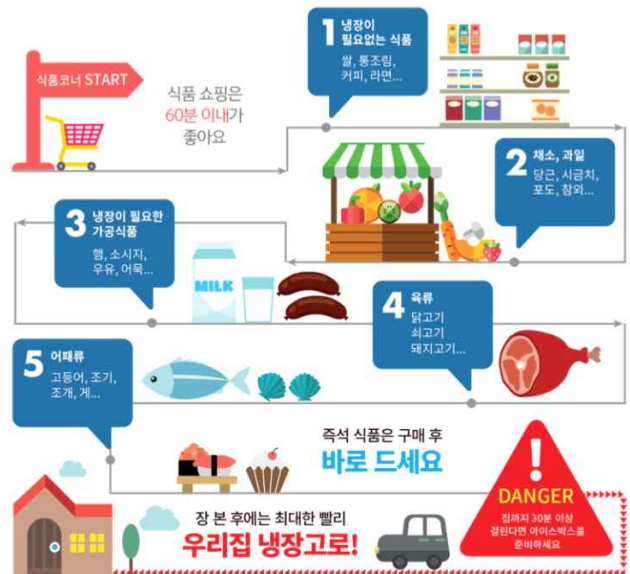 식품코너 START
식품 쇼핑은
60분 이내가
좋아요
1 냉장이
필요없는 식품
쌀, 통조림,
커피, 라면...
2 채소, 과일
당근, 시금치,
포도, 참외...
3 냉장이 필요한
가공식품
햄, 소시지,
우유, 어묵...
MILK
4 육류
닭고기
쇠고기
돼지고기...
5 어패류
고등어, 조기,
조개, 게...
즉석 식품은 구매 후
바로 드세요
!
DANGER
집까지 30분 이상
걸린다면 아이스박스를
준비하세요
장 본 후에는 최대한 빨리
우리집 냉장고로!